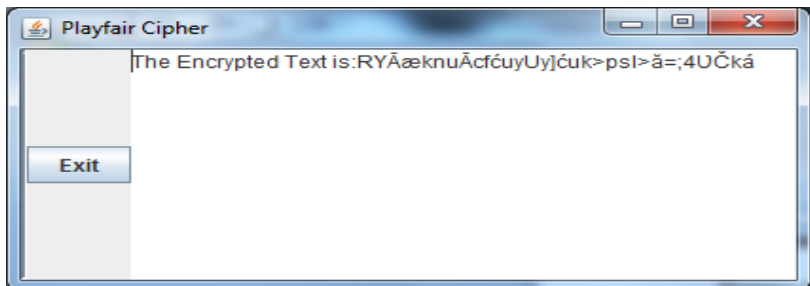 Playfair Cipher
The Encrypted Text is:RYĀæknuĀcfćuyUy]ćuk>psl>ă=;4UČká
Exit